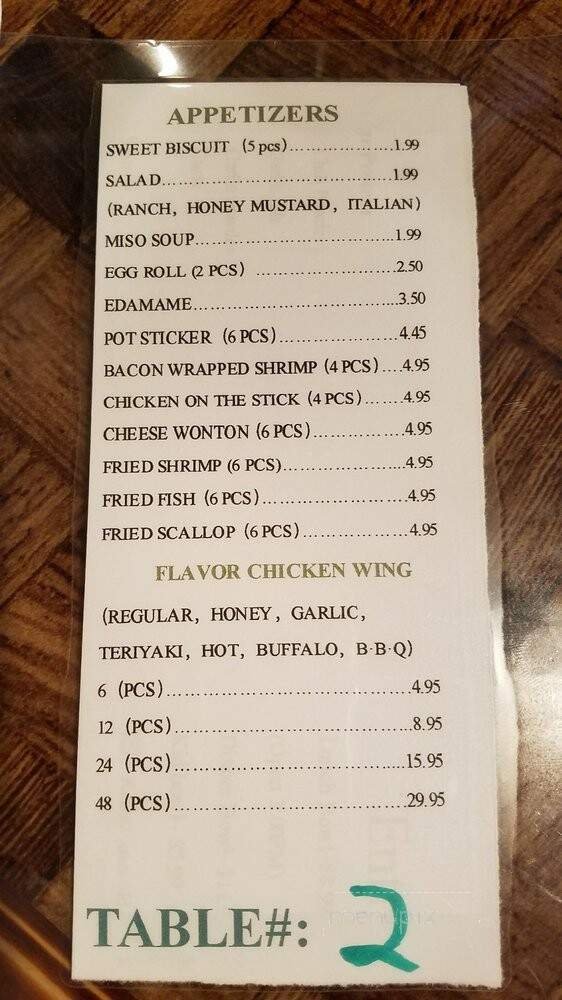 APPETIZERS
SWEET BISCUIT (5 pcs)....................1.99
SALAD...........................................1.99
(RANCH, HONEY MUSTARD, ITALIAN)
MISO SOUP.....................................1.99
EGG ROLL (2 PCS) ..........................2.50
EDAMAME......................................3.50
POT STICKER (6 PCS)......................4.45
BACON WRAPPED SHRIMP (4 PCS)....4.95
CHICKEN ON THE STICK (4 PCS).......4.95
CHEESE WONTON (6 PCS).................4.95
FRIED SHRIMP (6 PCS)......................4.95
FRIED FISH (6 PCS)...........................4.95
FRIED SCALLOP (6 PCS)....................4.95
FLAVOR CHICKEN WING
(REGULAR, HONEY, GARLIC,
TERIYAKI, HOT, BUFFALO, B·B·Q)
6 (PCS).............................................4.95
12 (PCS)............................................8.95
24 (PCS)...........................................15.95
48 (PCS)...........................................29.95
TABLE#: 2